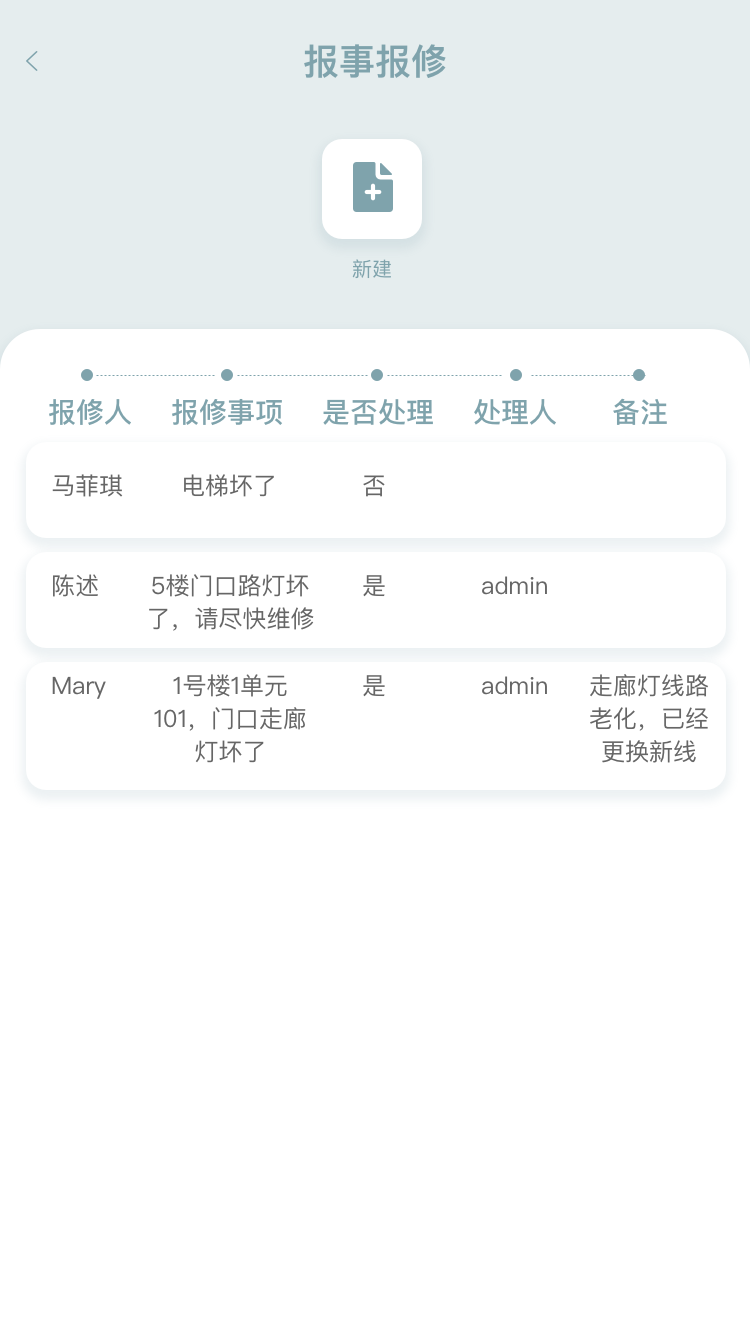 报事报修
新建
报修人 报修事项 是否处理 处理人 备注
马菲琪 电梯坏了 否
陈述 5楼门口路灯坏 是 admin
了，请尽快维修
Mary 1号楼1单元 是 admin 走廊灯线路
101，门口走廊 老化，已经
灯坏了 更换新线